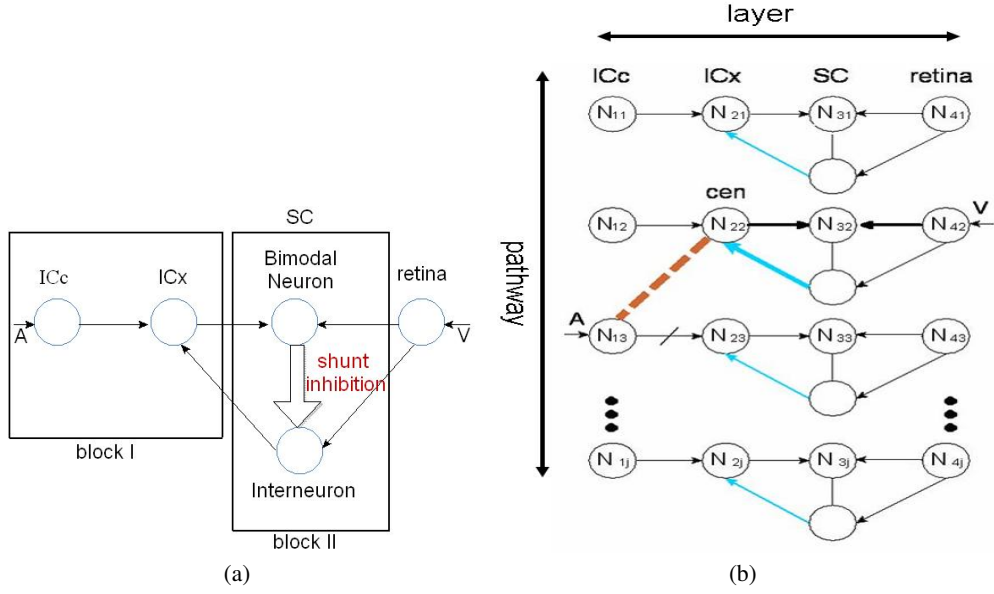 SC
ICc
ICx
Bimodal
Neuron
retina
A
V
shunt
inhibition
Interneuron
block I
block II
(a)
layer
pathway
ICc ICx SC retina
N11 N21 N31 N41
cen
N12 N22 N32 N42
V
A
N13 N23 N33 N43
N1j N2j N3j N4j
(b)